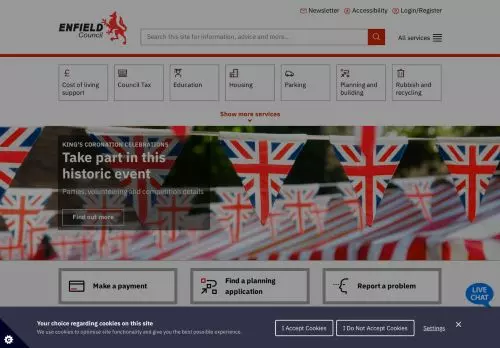 Newsletter
Accessibility
Login/Register
ENFIELD
Council
Search this site for information, advice and more...
All services
Cost of living
support
Council Tax
Education
Housing
Parking
Planning and
building
Rubbish and
recycling
Show more services
KING'S CORONATION CELEBRATIONS
Take part in this
historic event
Parties, volunteering and competition details
Find out more
Make a payment
Find a planning
application
Report a problem
LIVE
CHAT
Your choice regarding cookies on this site
We use cookies to optimise site functionality and give you the best possible experience.
I Accept Cookies
I Do Not Accept Cookies
Settings